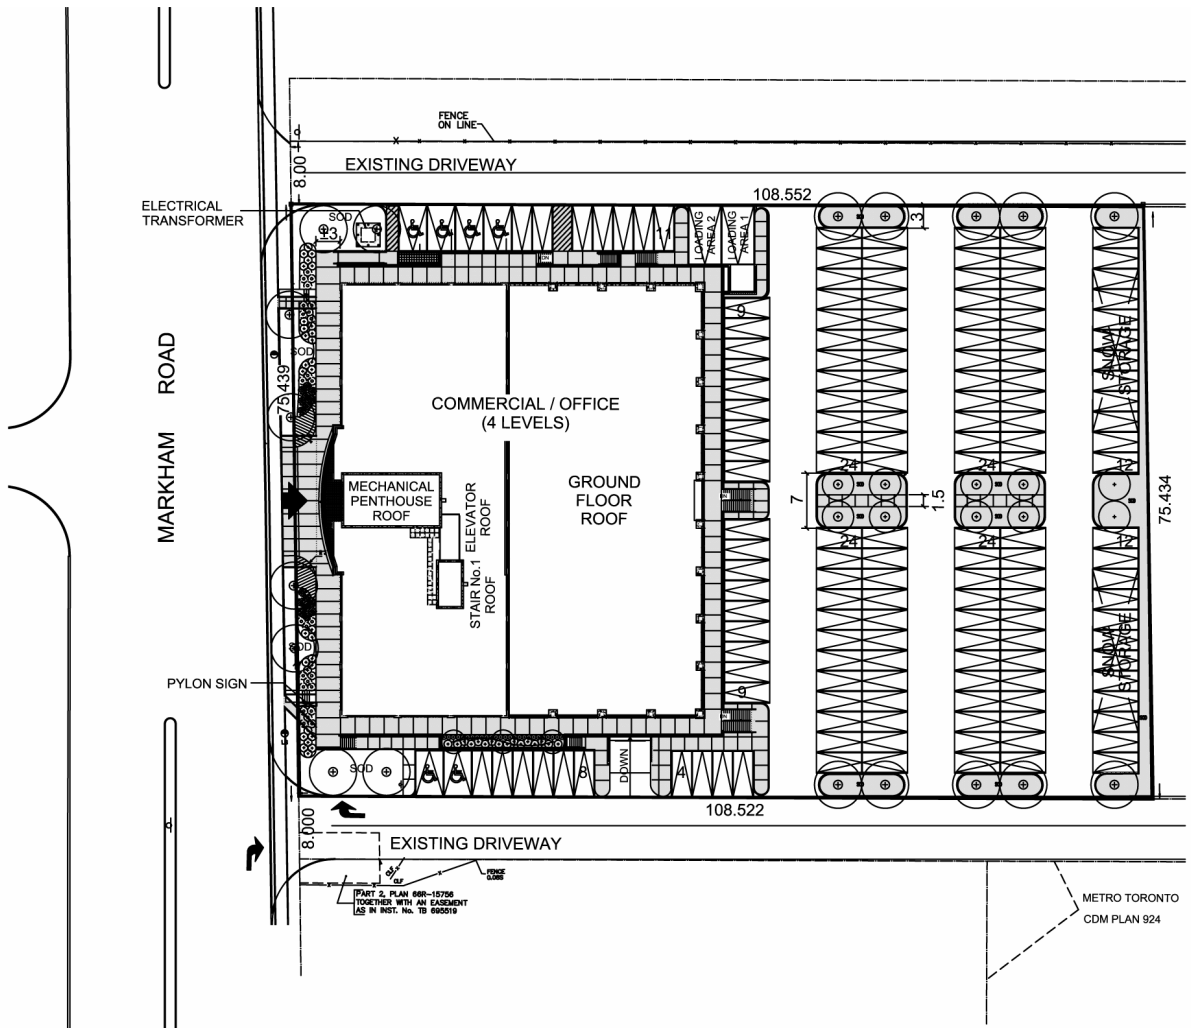 FENCE
ON LINE
8.00
EXISTING DRIVEWAY
108.552
ELECTRICAL
TRANSFORMER
SOD
13
11
LOADING
AREA 2
LOADING
AREA 1
3
9
SOD
75.439
MARKHAM ROAD
COMMERCIAL / OFFICE
(4 LEVELS)
GROUND
FLOOR
ROOF
MECHANICAL
PENTHOUSE
ROOF
ELEVATOR
ROOF
STAIR No.1
ROOF
SNOW
STORAGE
24
24
12
7
1.5
24
24
12
75.434
SNOW
STORAGE
SOD
PYLON SIGN
9
SOD
8
DOWN
4
108.522
8.000
EXISTING DRIVEWAY
CLF
CLF
FENCE
PART 2, PLAN 66R-15756
TOGETHER WITH AN EASEMENT
AS IN INST. No. TB 695519
METRO TORONTO
CDM PLAN 924